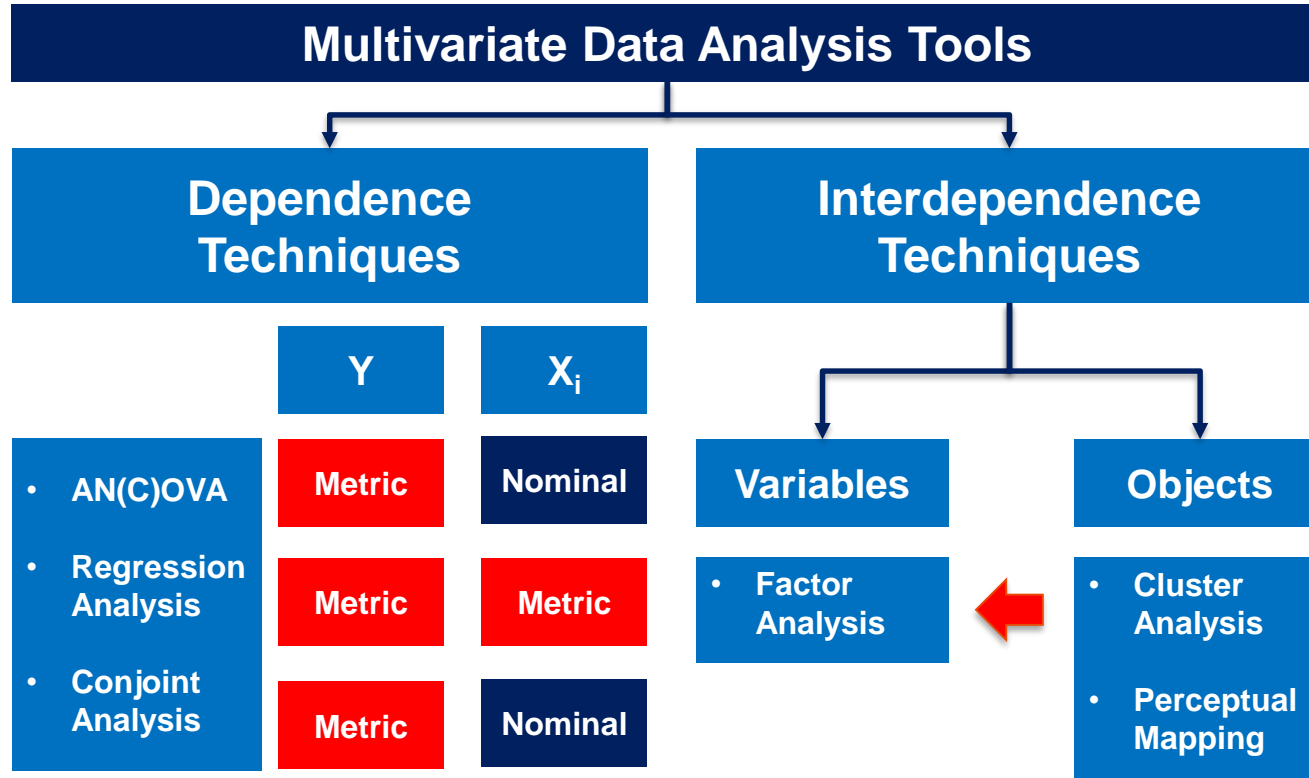 Multivariate Data Analysis Tools
Dependence
Techniques
Interdependence
Techniques
Y
Xi
• AN(C)OVA
Metric
Nominal
• Regression
Analysis
Metric
Metric
• Conjoint
Analysis
Metric
Nominal
Variables
Objects
• Factor
Analysis
• Cluster
Analysis
• Perceptual
Mapping